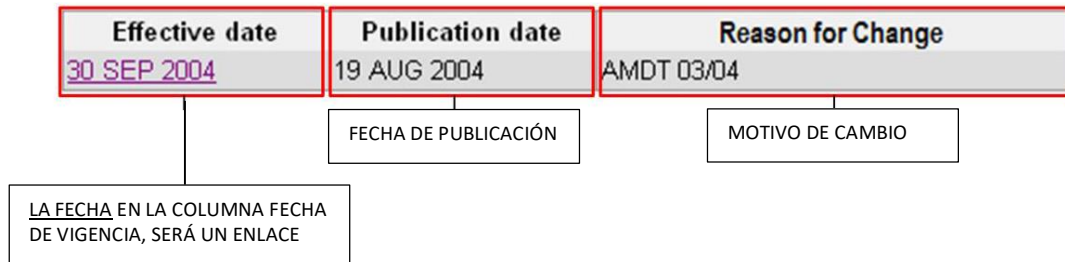 Effective date Publication date Reason for Change
30 SEP 2004 19 AUG 2004 AMDT 03/04
FECHA DE PUBLICACIÓN MOTIVO DE CAMBIO
LA FECHA EN LA COLUMNA FECHA
DE VIGENCIA, SERÁ UN ENLACE